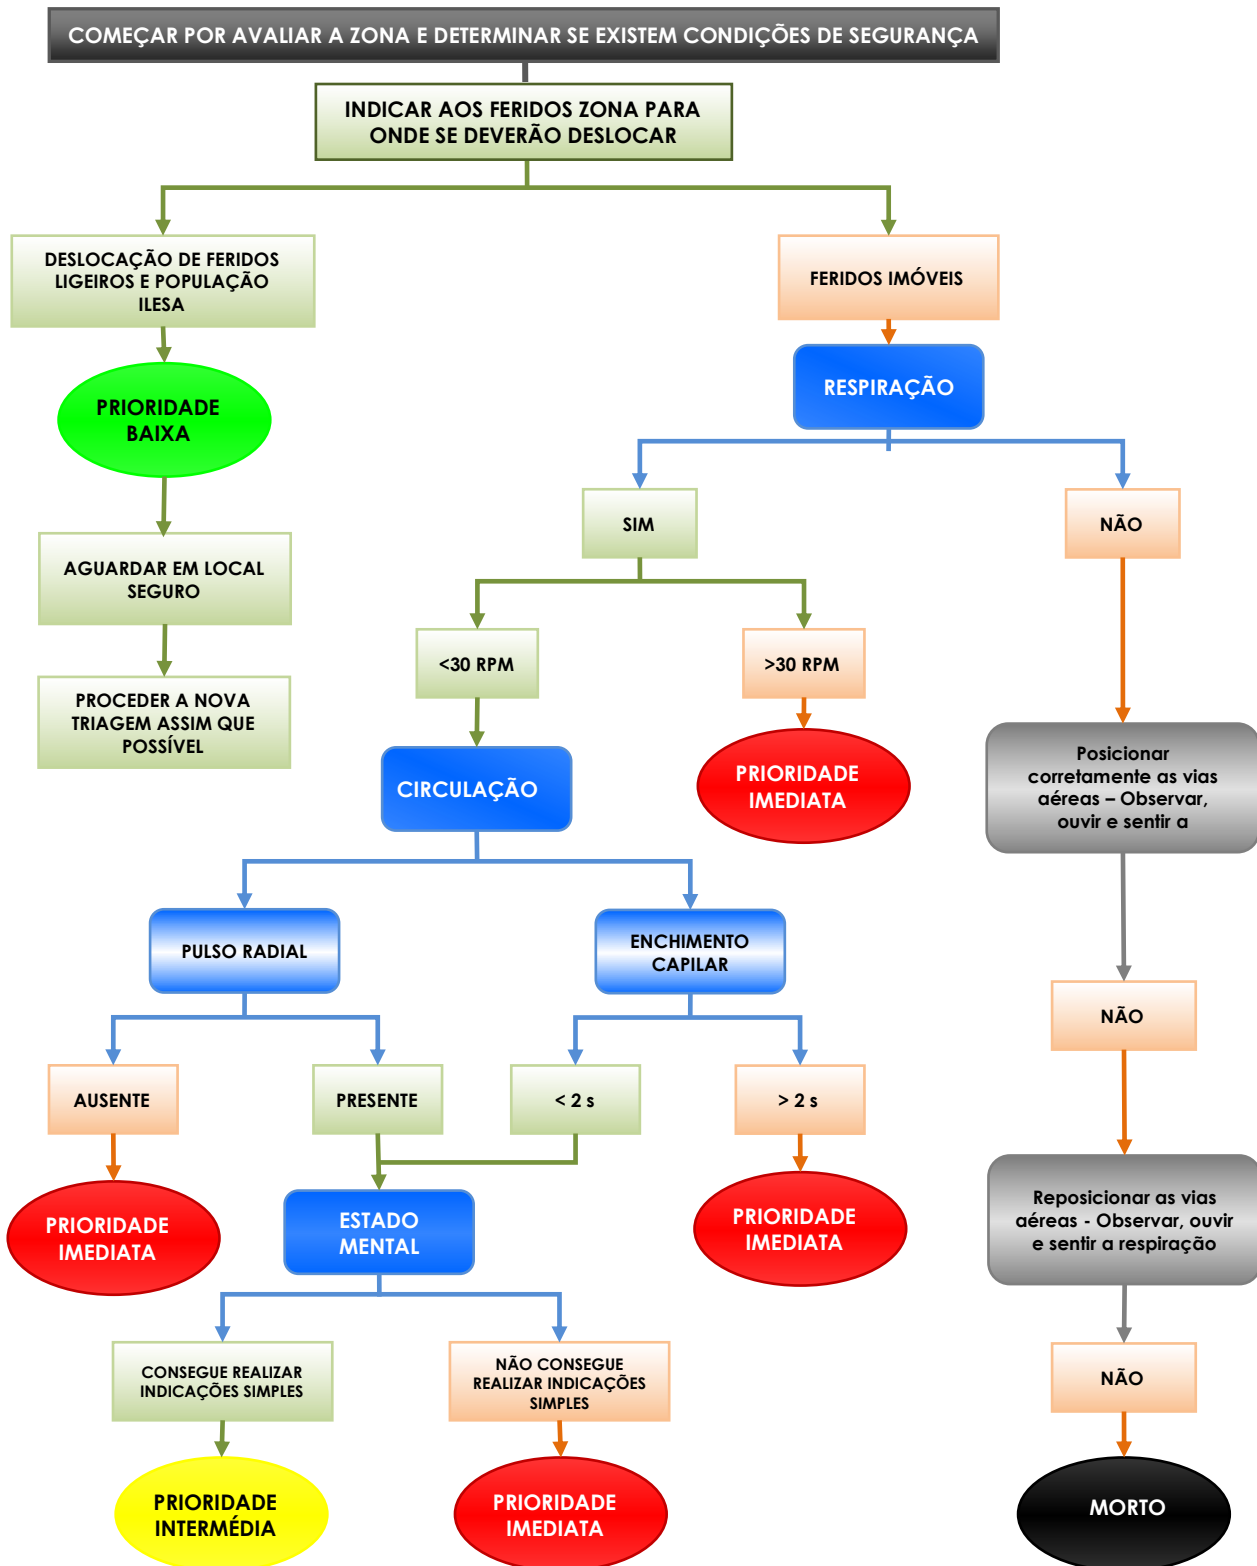 COMEÇAR POR AVALIAR A ZONA E DETERMINAR SE EXISTEM CONDIÇÕES DE SEGURANÇA
INDICAR AOS FERIDOS ZONA PARA
ONDE SE DEVERÃO DESLOCAR
DESLOCAÇÃO DE FERIDOS
LIGEIROS E POPULAÇÃO
ILESA
FERIDOS IMÓVEIS
PRIORIDADE
BAIXA
RESPIRAÇÃO
AGUARDAR EM LOCAL
SEGURO
PROCEDER A NOVA
TRIAGEM ASSIM QUE
POSSÍVEL
SIM
NÃO
<30 RPM
>30 RPM
CIRCULAÇÃO
PRIORIDADE
IMEDIATA
Posicionar
corretamente as vias
aéreas – Observar,
ouvir e sentir a
PULSO RADIAL
ENCHIMENTO
CAPILAR
NÃO
AUSENTE
PRESENTE
< 2 s
> 2 s
PRIORIDADE
IMEDIATA
ESTADO
MENTAL
PRIORIDADE
IMEDIATA
Reposicionar as vias
aéreas - Observar, ouvir
e sentir a respiração
CONSEGUE REALIZAR
INDICAÇÕES SIMPLES
NÃO CONSEGUE
REALIZAR INDICAÇÕES
SIMPLES
NÃO
PRIORIDADE
INTERMÉDIA
PRIORIDADE
IMEDIATA
MORTO